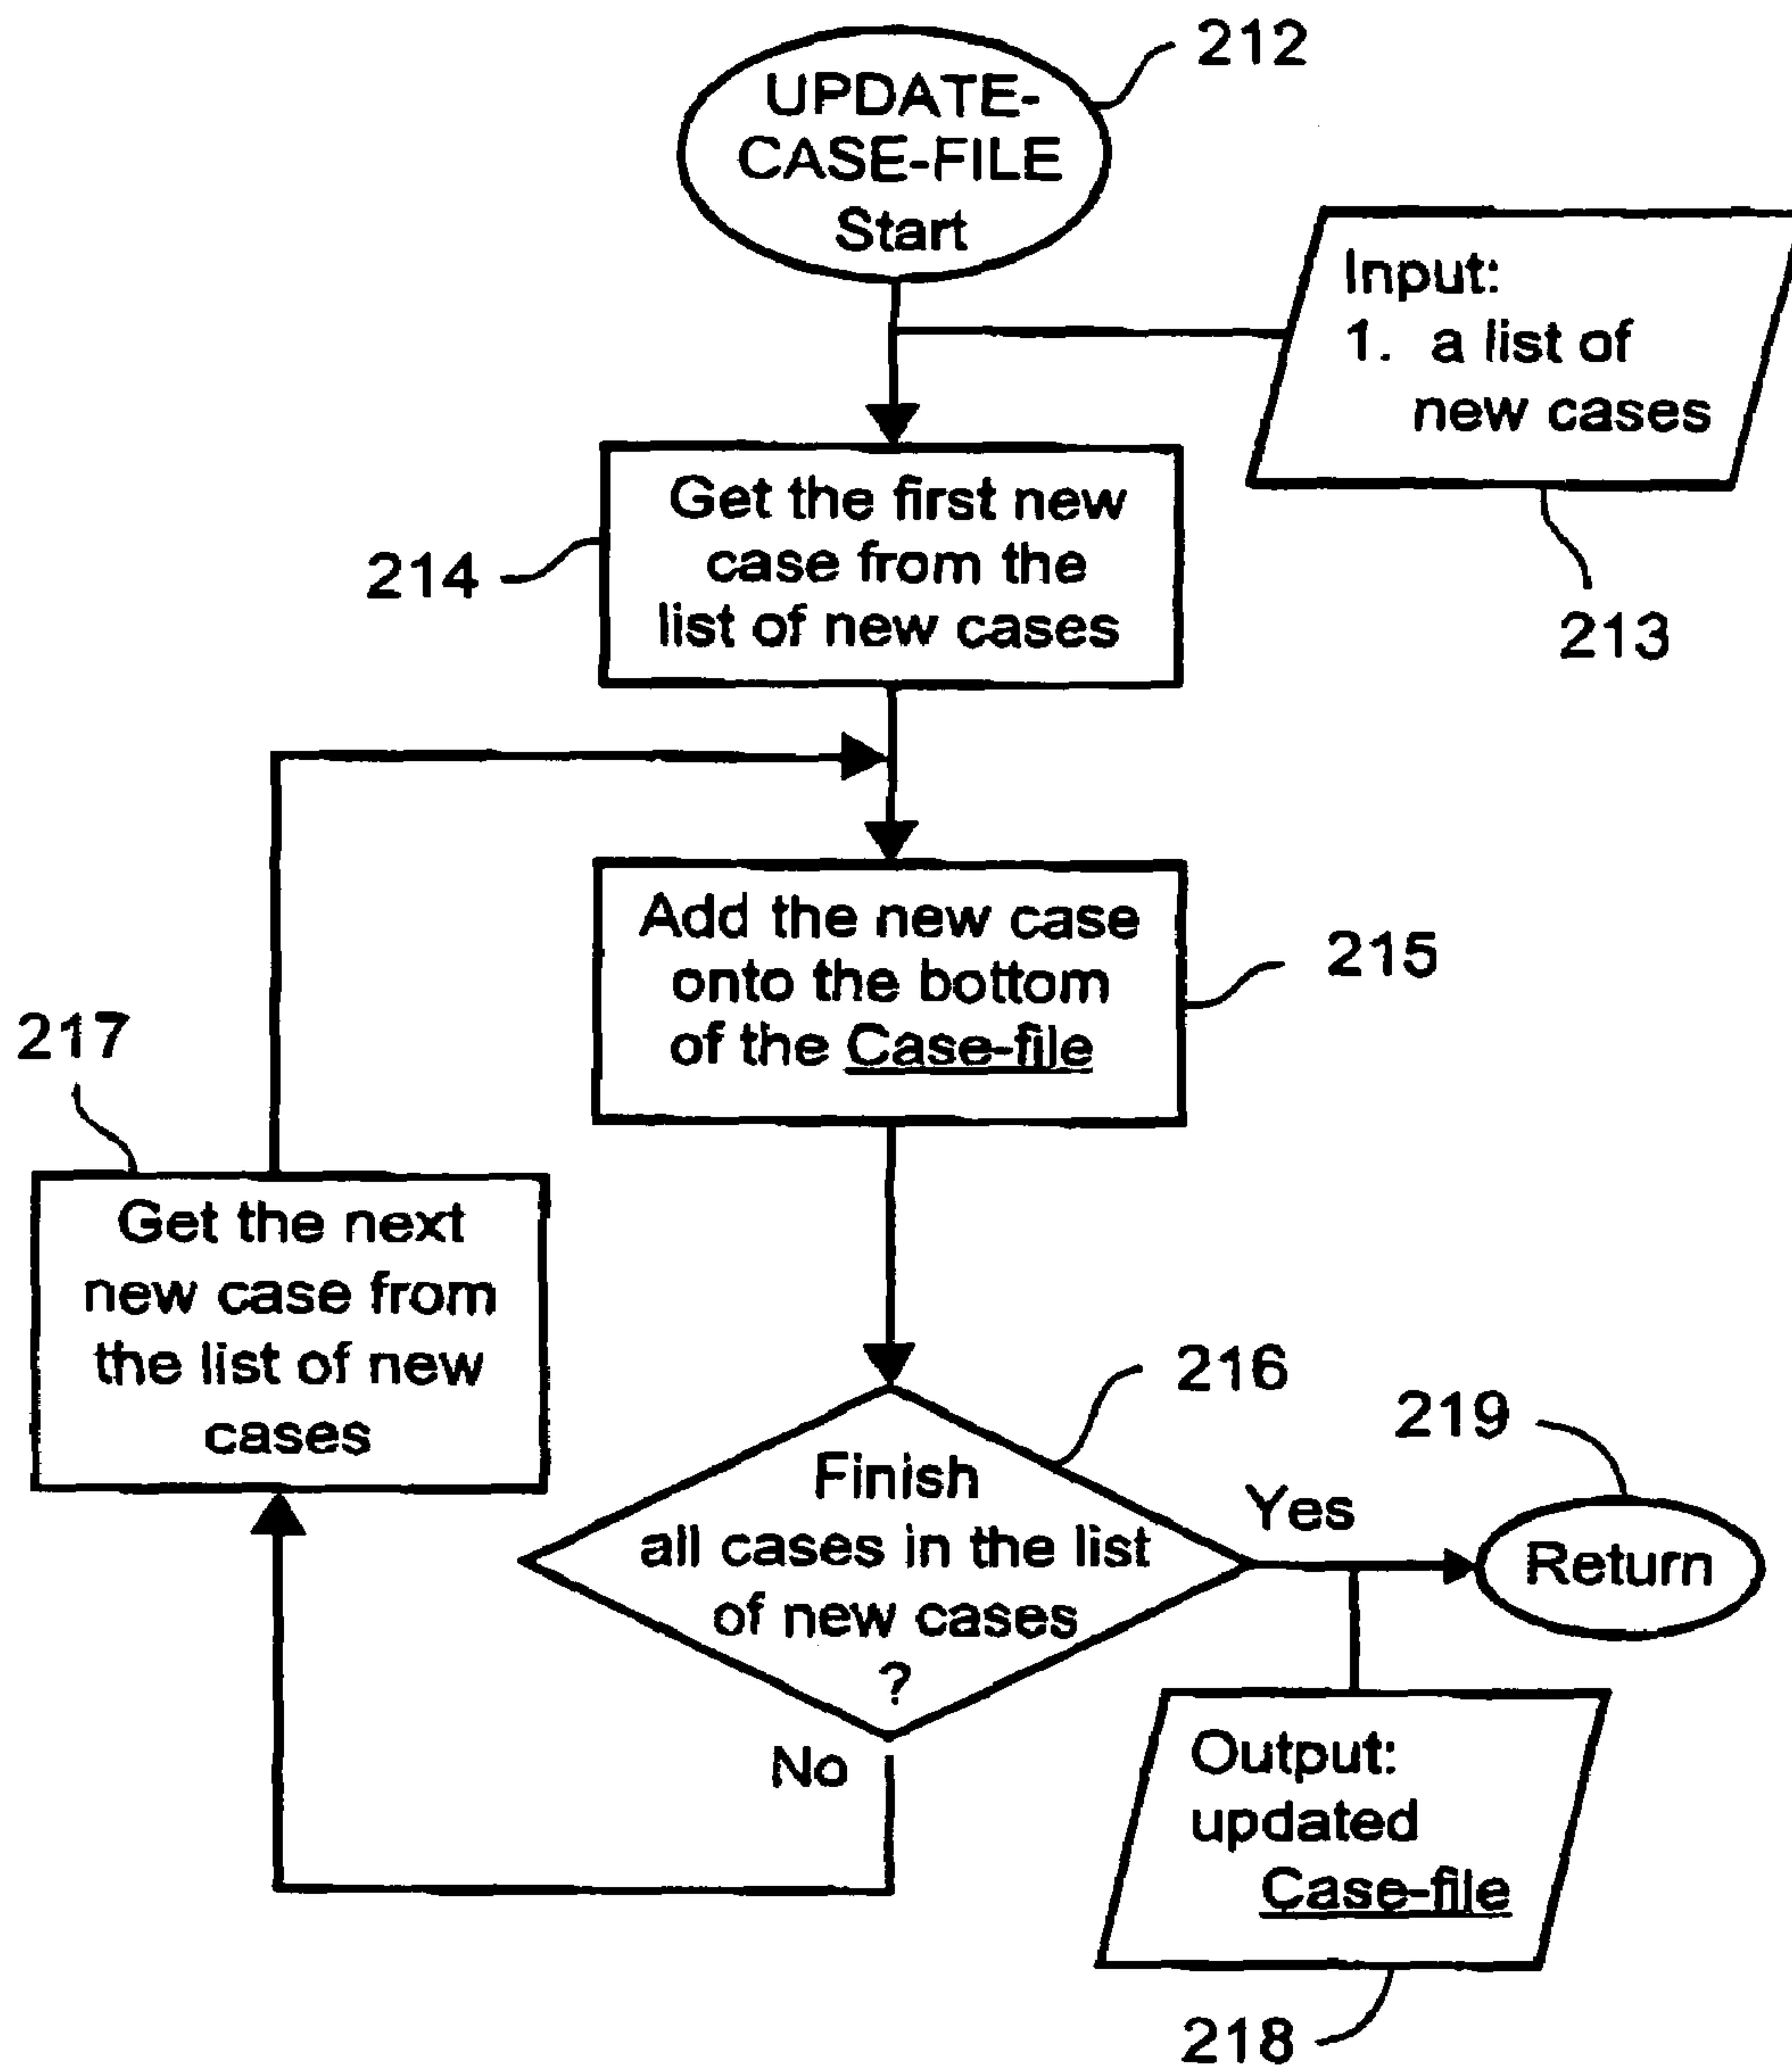 212
UPDATE-
CASE-FILE
Start
Input:
1. a list of
new cases
213
214
Get the first new
case from the
list of new cases
215
Add the new case
onto the bottom
of the Case-file
217
Get the next
new case from
the list of new
cases
216
Finish
all cases in the list
of new cases
?
Yes
No
219
Return
Output:
updated
Case-file
218